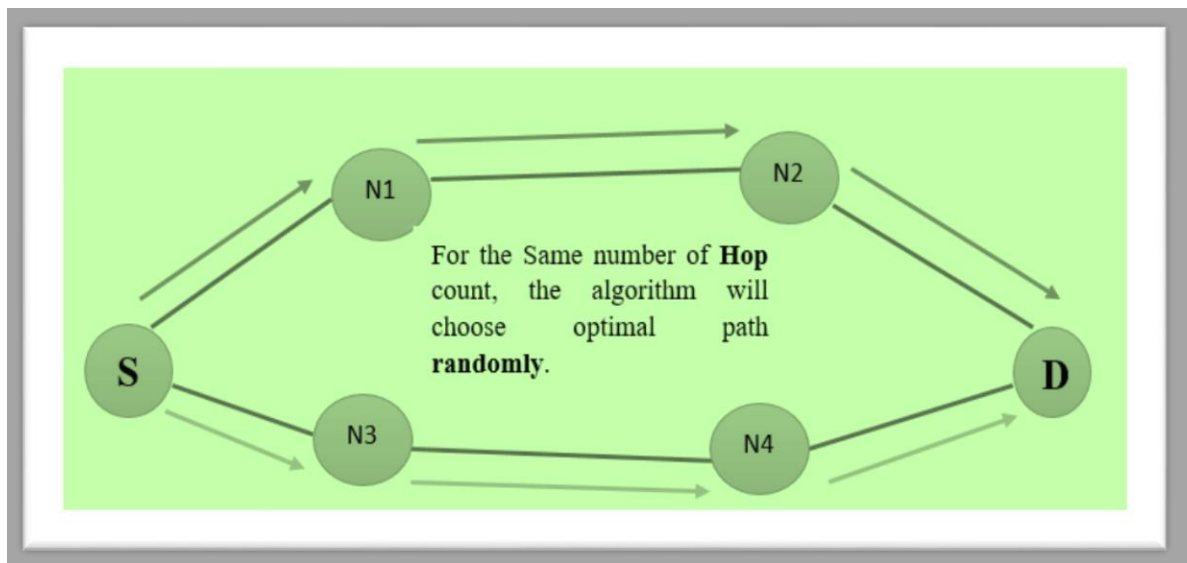 N1
N2
For the Same number of Hop
count, the algorithm will
choose optimal path
randomly.
S
D
N3
N4